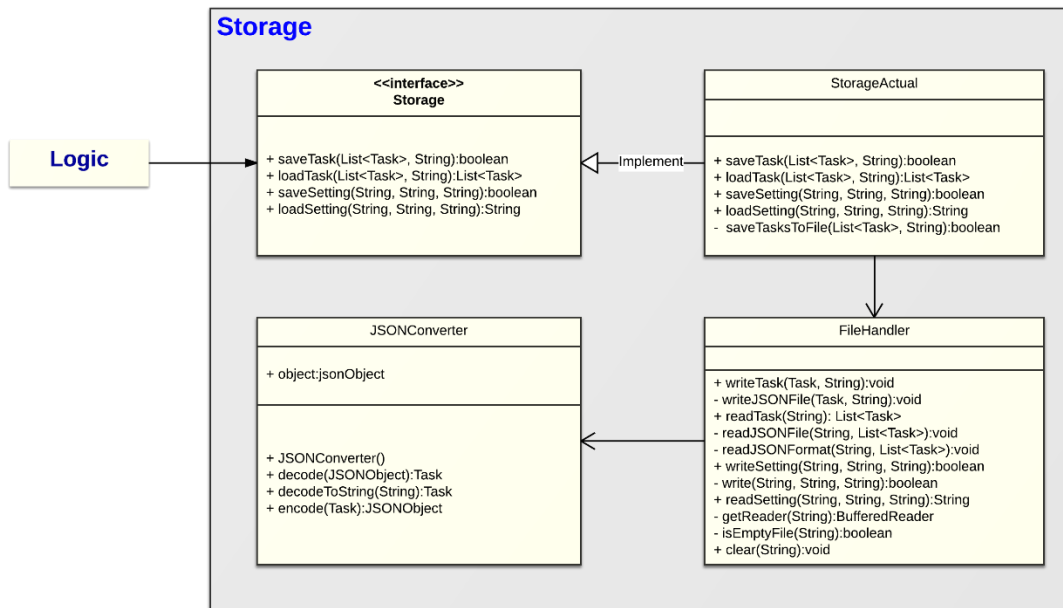 Storage
Logic
<<interface>>
Storage
+ saveTask(List<Task>, String):boolean
+ loadTask(List<Task>, String):List<Task>
+ saveSetting(String, String, String):boolean
+ loadSetting(String, String, String):String
Implement
StorageActual
+ saveTask(List<Task>, String):boolean
+ loadTask(List<Task>, String):List<Task>
+ saveSetting(String, String, String):boolean
+ loadSetting(String, String, String):String
- saveTasksToFile(List<Task>, String):boolean
JSONConverter
+ object:jsonObject
+ JSONConverter()
+ decode(JSONObject):Task
+ decodeToString(String):Task
+ encode(Task):JSONObject
FileHandler
+ writeTask(Task, String):void
- writeJSONFile(Task, String):void
+ readTask(String): List<Task>
- readJSONFile(String, List<Task>):void
- readJSONFormat(String, List<Task>):void
+ writeSetting(String, String, String):boolean
- write(String, String, String):boolean
+ readSetting(String, String, String):String
- getReader(String):BufferedReader
- isEmptyFile(String):boolean
+ clear(String):void